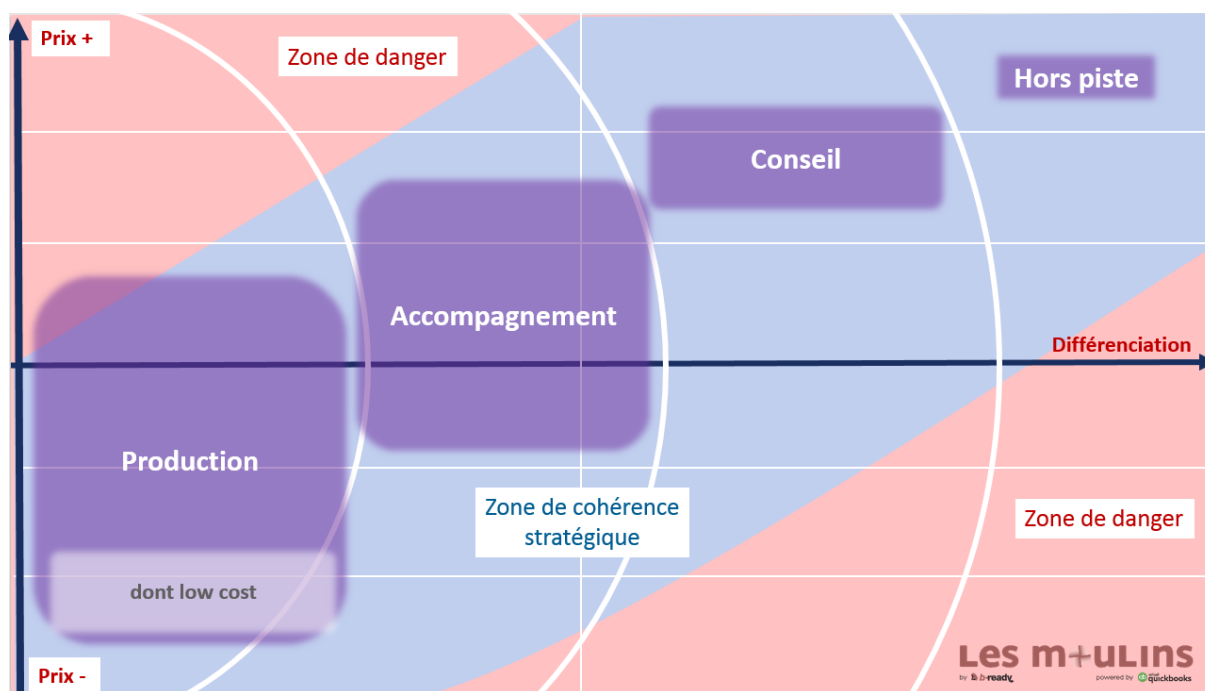 Prix +
Zone de danger
Hors piste
Conseil
Accompagnement
Différenciation
Production
Zone de cohérence
stratégique
Zone de danger
dont low cost
Prix -
Les m+uLins
by b-ready powered by quickbooks